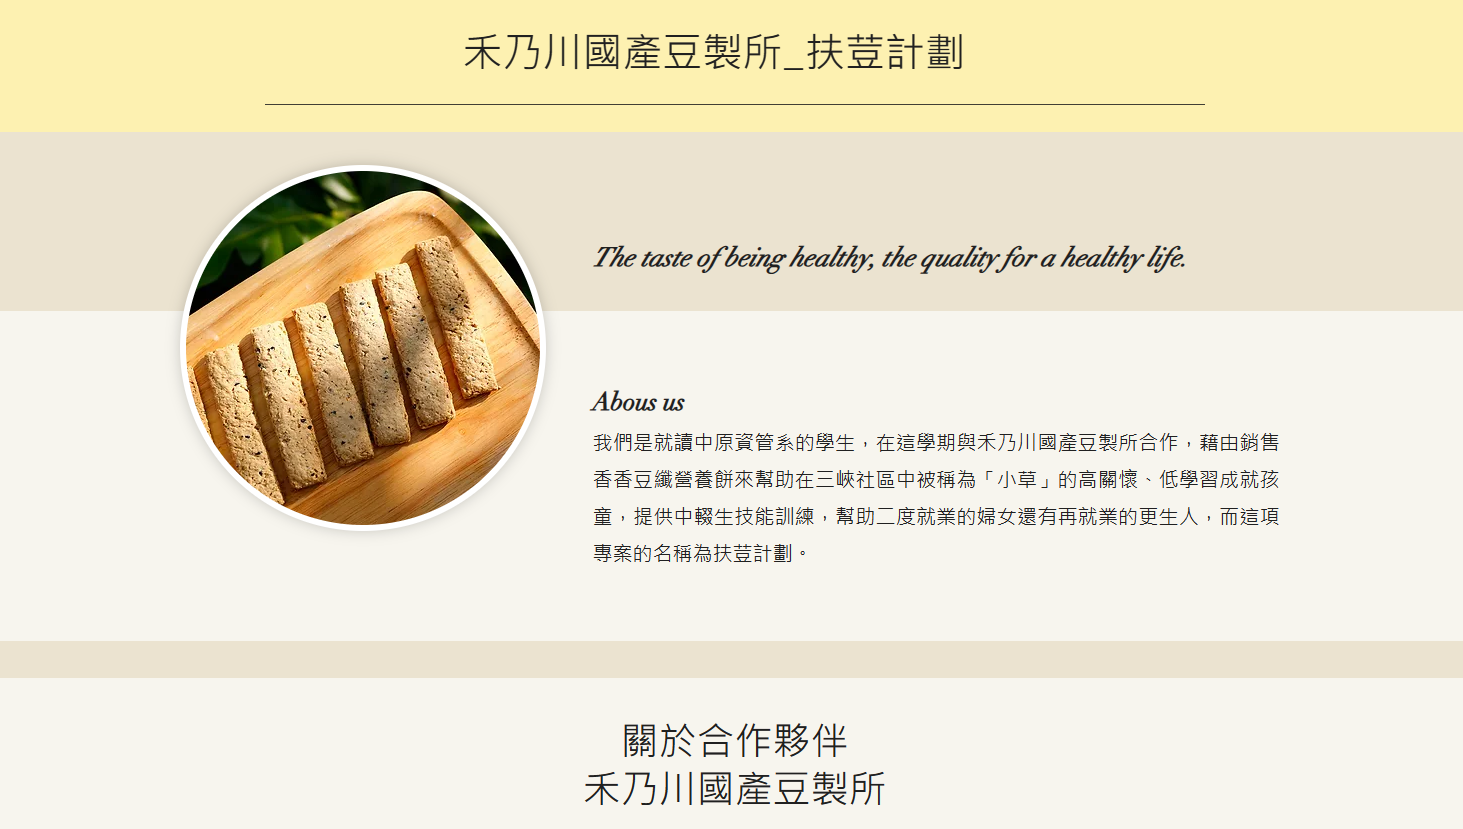 禾乃川國產豆製所_扶荳計劃
The taste of being healthy, the quality for a healthy life.
Abous us
我們是就讀中原資管系的學生，在這學期與禾乃川國產豆製所合作，藉由銷售
香香豆纖營養餅來幫助在三峽社區中被稱為「小草」的高關懷、低學習成就孩
童，提供中輟生技能訓練，幫助二度就業的婦女還有再就業的更生人，而這項
專案的名稱為扶荳計劃。
關於合作夥伴
禾乃川國產豆製所